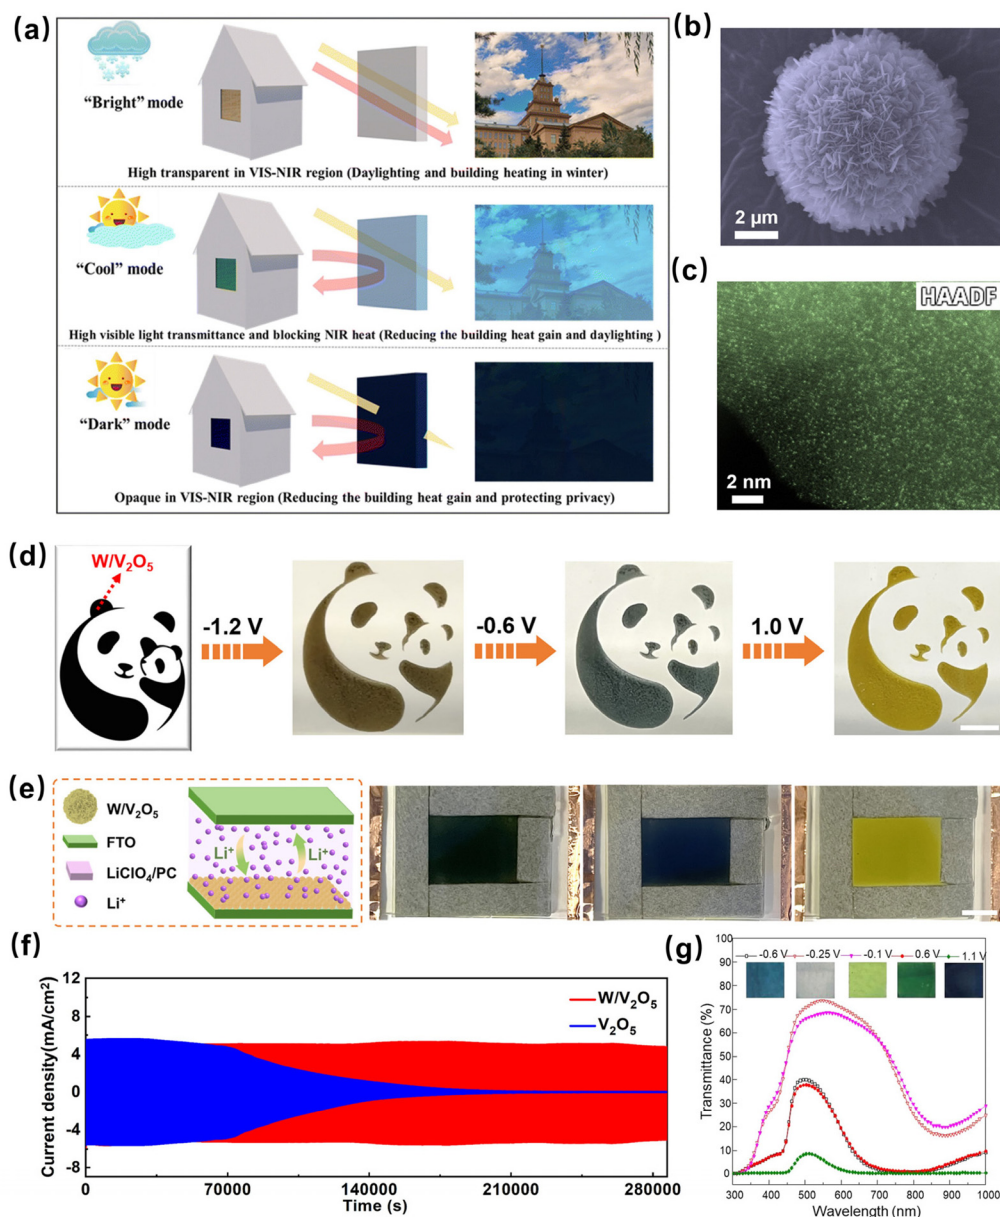 (a)
“Bright” mode
High transparent in VIS-NIR region (Daylighting and building heating in winter)
“Cool” mode
High visible light transmittance and blocking NIR heat (Reducing the building heat gain and daylighting )
“Dark” mode
Opaque in VIS-NIR region (Reducing the building heat gain and protecting privacy)
(b)
2 μm
(c)
HAADF
2 nm
(d)
W/V₂O₅
-1.2 V
-0.6 V
1.0 V
(e)
W/V₂O₅
FTO
LiClO₄/PC
Li⁺
Li⁺
Li⁺
(f)
Current density(mA/cm²)
12
8
4
0
-4
-8
W/V₂O₅
V₂O₅
0
70000
140000
210000
280000
Time (s)
(g)
Transmittance (%)
100
90
80
70
60
50
40
30
20
10
0
-0.6 V
-0.25 V
-0.1 V
0.6 V
1.1 V
300
400
500
600
700
800
900
1000
Wavelength (nm)